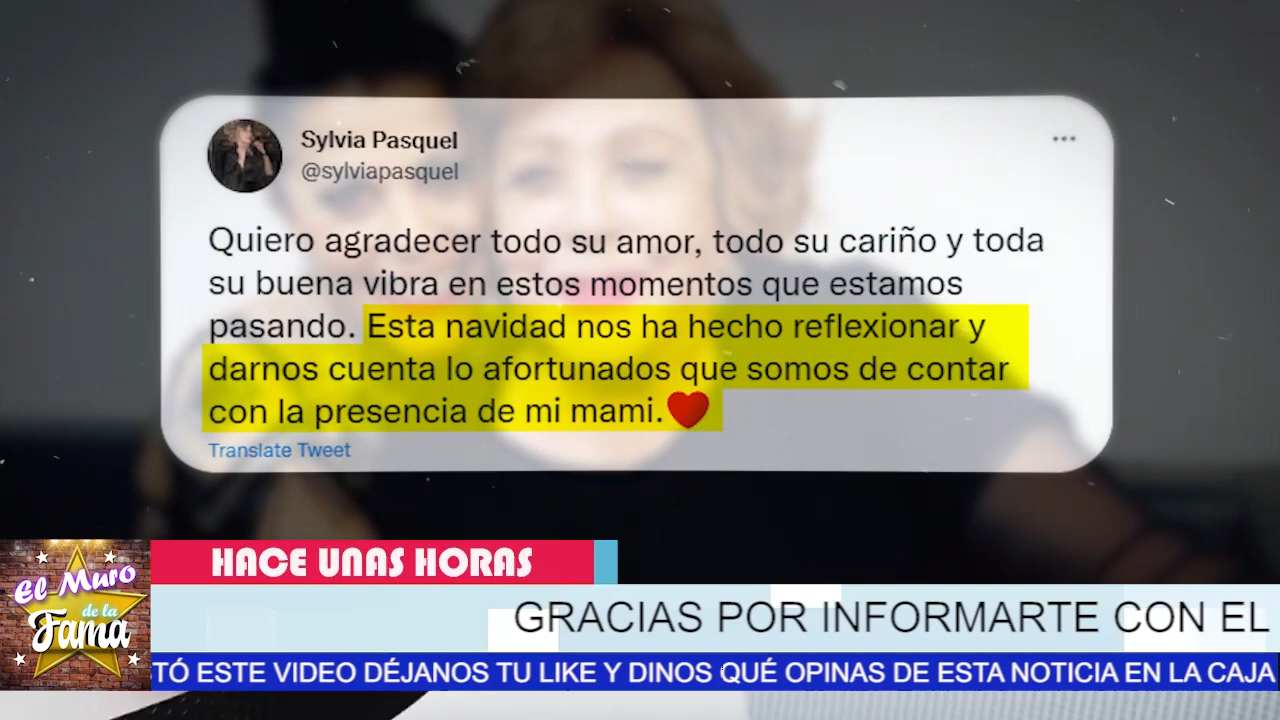 Sylvia Pasquel
@sylviapasquel
Quiero agradecer todo su amor, todo su cariño y toda
su buena vibra en estos momentos que estamos
pasando. Esta navidad nos ha hecho reflexionar y
darnos cuenta lo afortunados que somos de contar
con la presencia de mi mami.❤️
Translate Tweet
HACE UNAS HORAS
El Muro
de la
Fama
GRACIAS POR INFORMARTE CON EL
TÓ ESTE VIDEO DÉJANOS TU LIKE Y DINOS QUÉ OPINAS DE ESTA NOTICIA EN LA CAJA